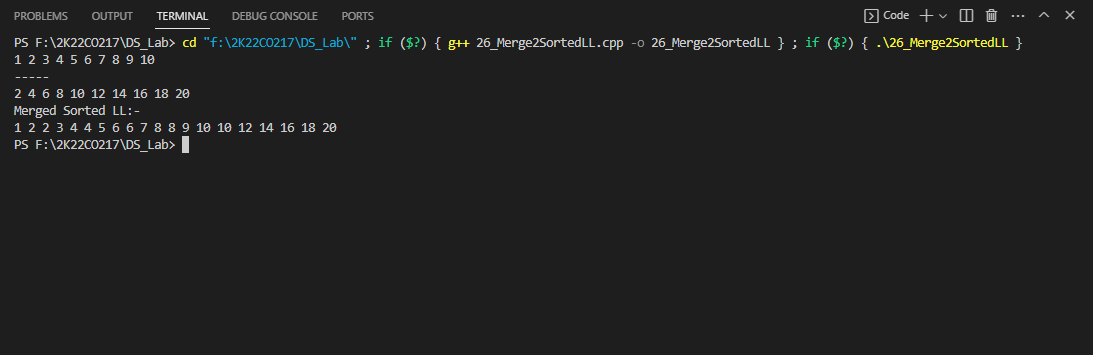 PROBLEMS OUTPUT TERMINAL DEBUG CONSOLE PORTS Code
PS F:\2K22CO217\DS_Lab> cd "f:\2K22CO217\DS_Lab\" ; if ($?) { g++ 26_Merge2SortedLL.cpp -o 26_Merge2SortedLL } ; if ($?) { .\26_Merge2SortedLL }
1 2 3 4 5 6 7 8 9 10
-----
2 4 6 8 10 12 14 16 18 20
Merged Sorted LL:-
1 2 2 3 4 4 5 6 6 7 8 8 9 10 10 12 14 16 18 20
PS F:\2K22CO217\DS_Lab>